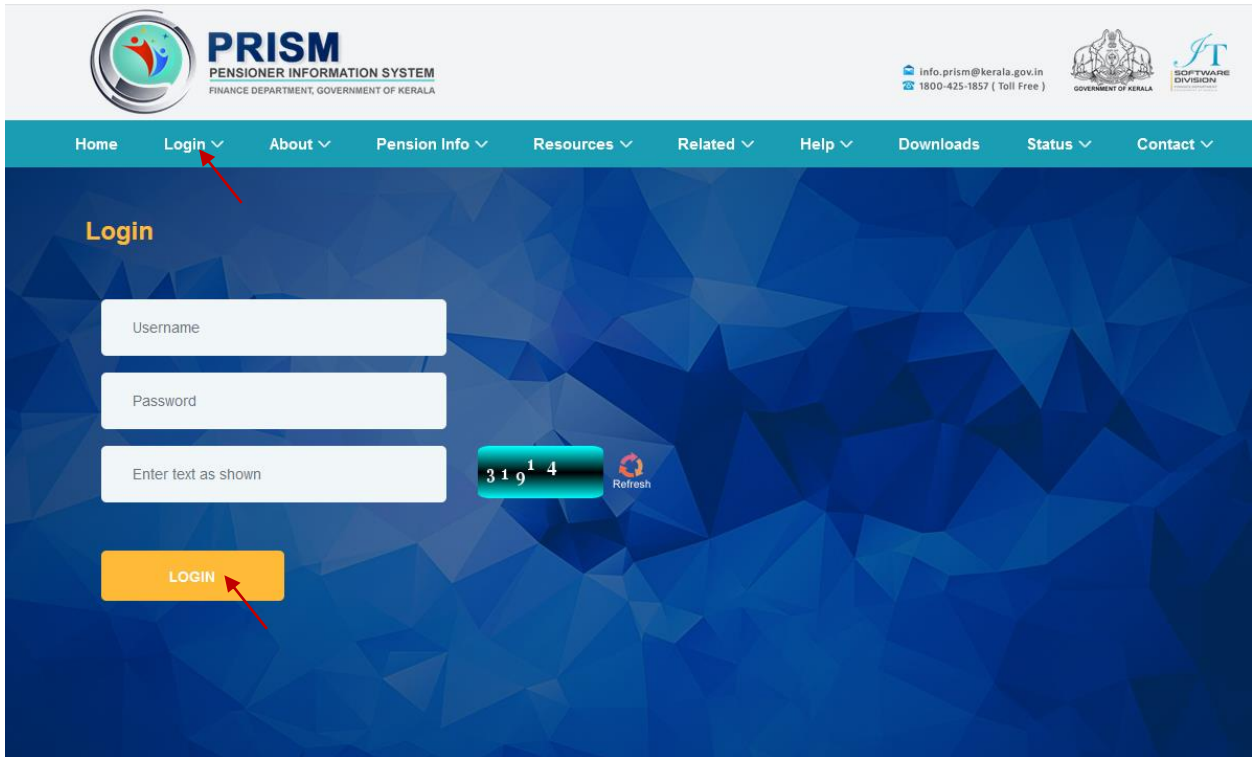 PRISM
PENSIONER INFORMATION SYSTEM
FINANCE DEPARTMENT, GOVERNMENT OF KERALA
info.prism@kerala.gov.in
1800-425-1857 ( Toll Free )
GOVERNMENT OF KERALA
IT
SOFTWARE
DIVISION
FINANCE DEPARTMENT
Home Login About Pension Info Resources Related Help Downloads Status Contact
Login
Username
Password
Enter text as shown
3 1 9 1 4
Refresh
LOGIN